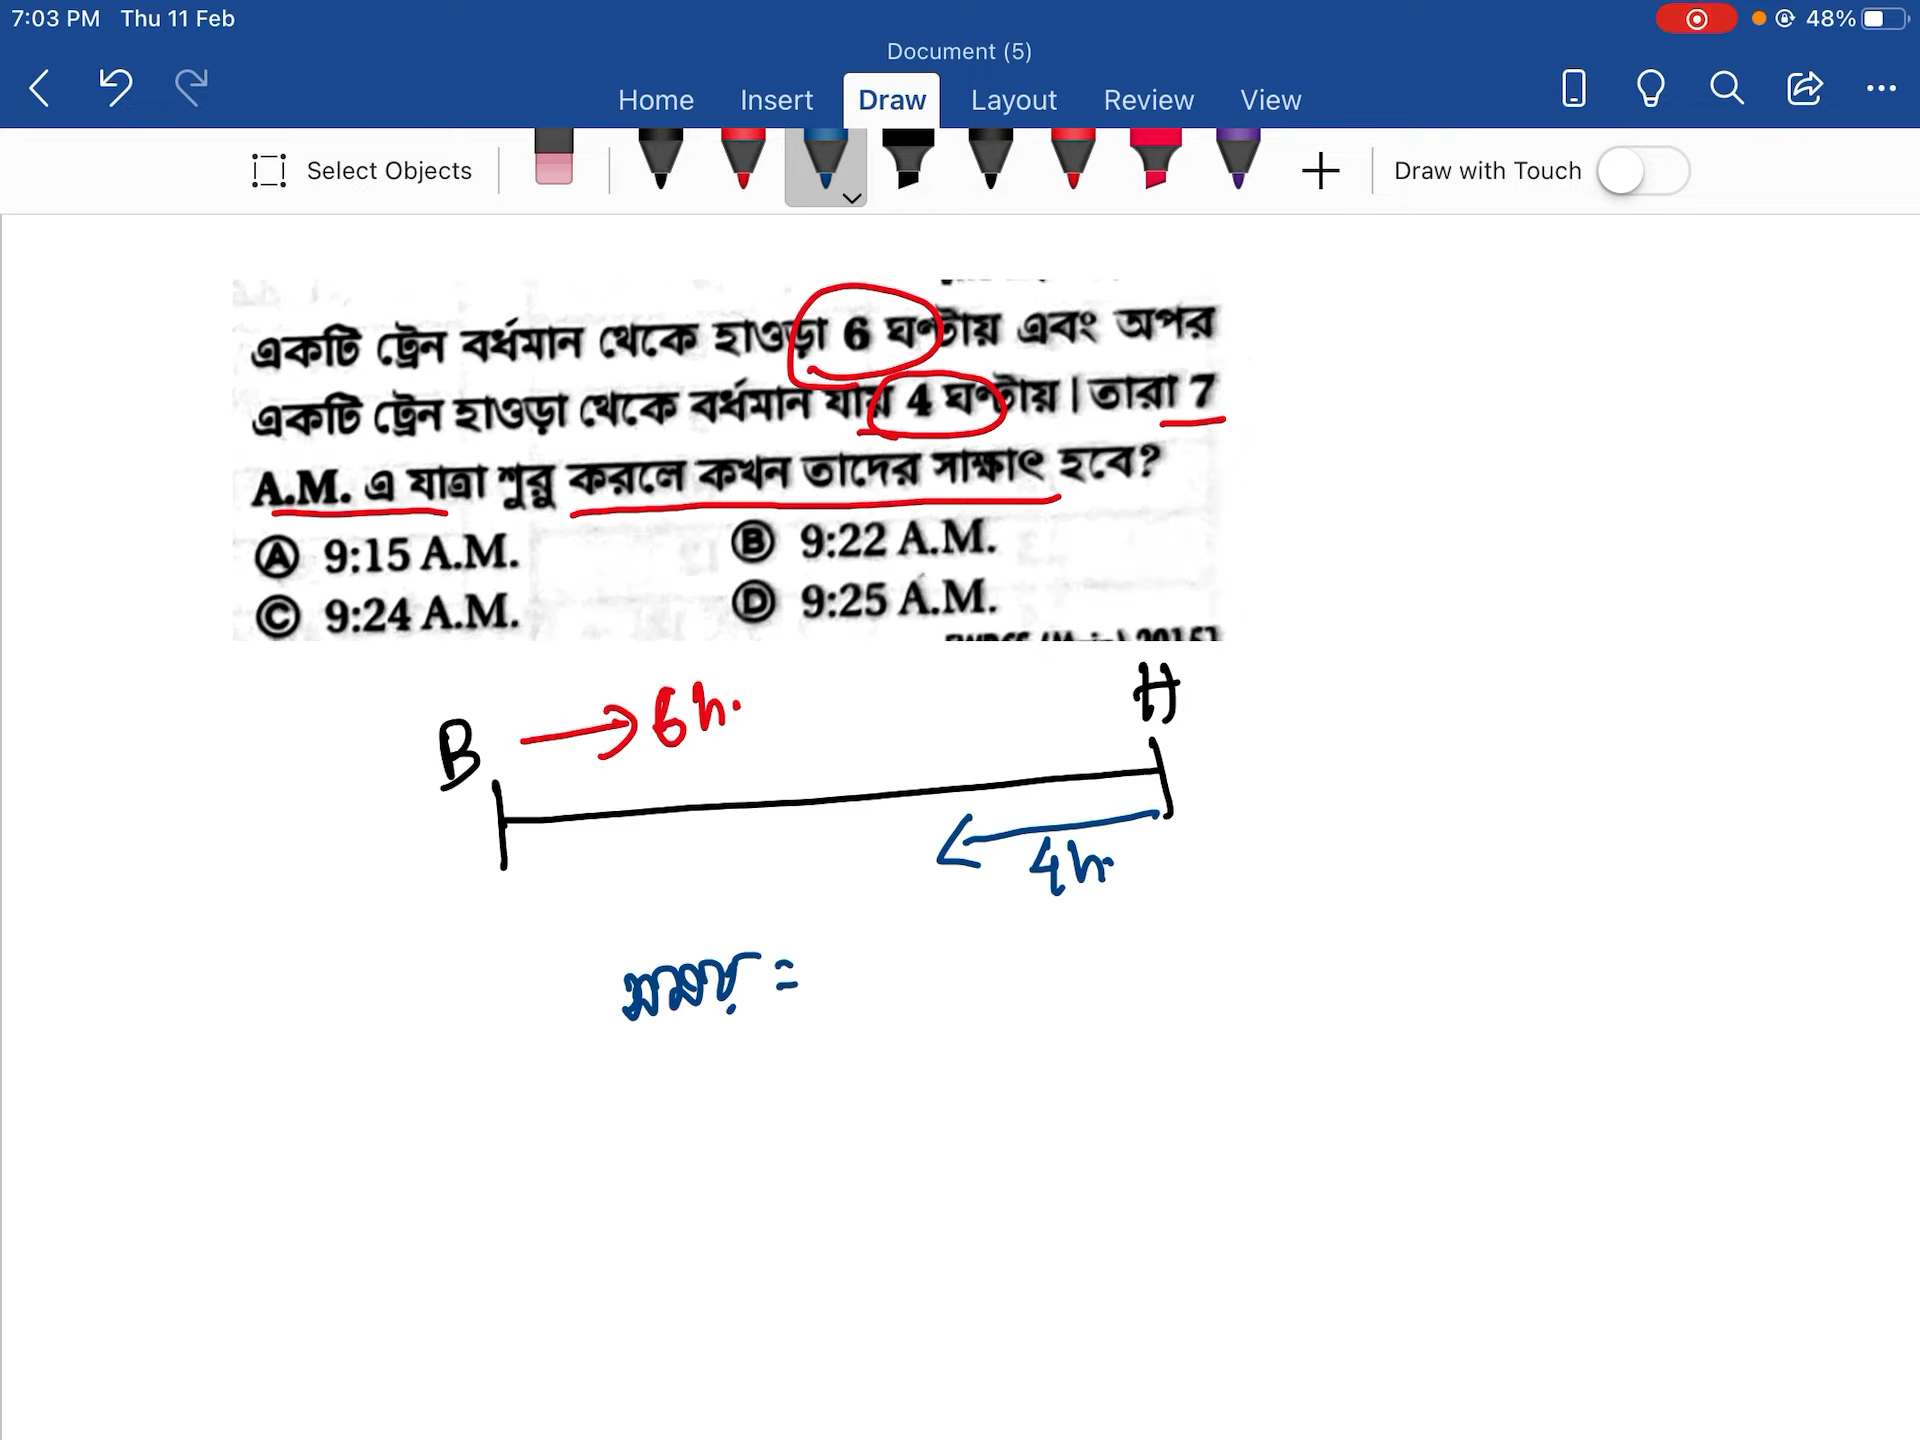 7:03 PM Thu 11 Feb
48%
Document (5)
Home Insert Draw Layout Review View
Select Objects
Draw with Touch
একটি ট্রেন বর্ধমান থেকে হাওড়া 6 ঘণ্টায় এবং অপর
একটি ট্রেন হাওড়া থেকে বর্ধমান যায় 4 ঘণ্টায়। তারা 7
A.M. এ যাত্রা শুরু করলে কখন তাদের সাক্ষাৎ হবে?
Ⓐ 9:15 A.M. Ⓑ 9:22 A.M.
Ⓒ 9:24 A.M. Ⓓ 9:25 A.M.
H
B 6h.
4h.
সময় =